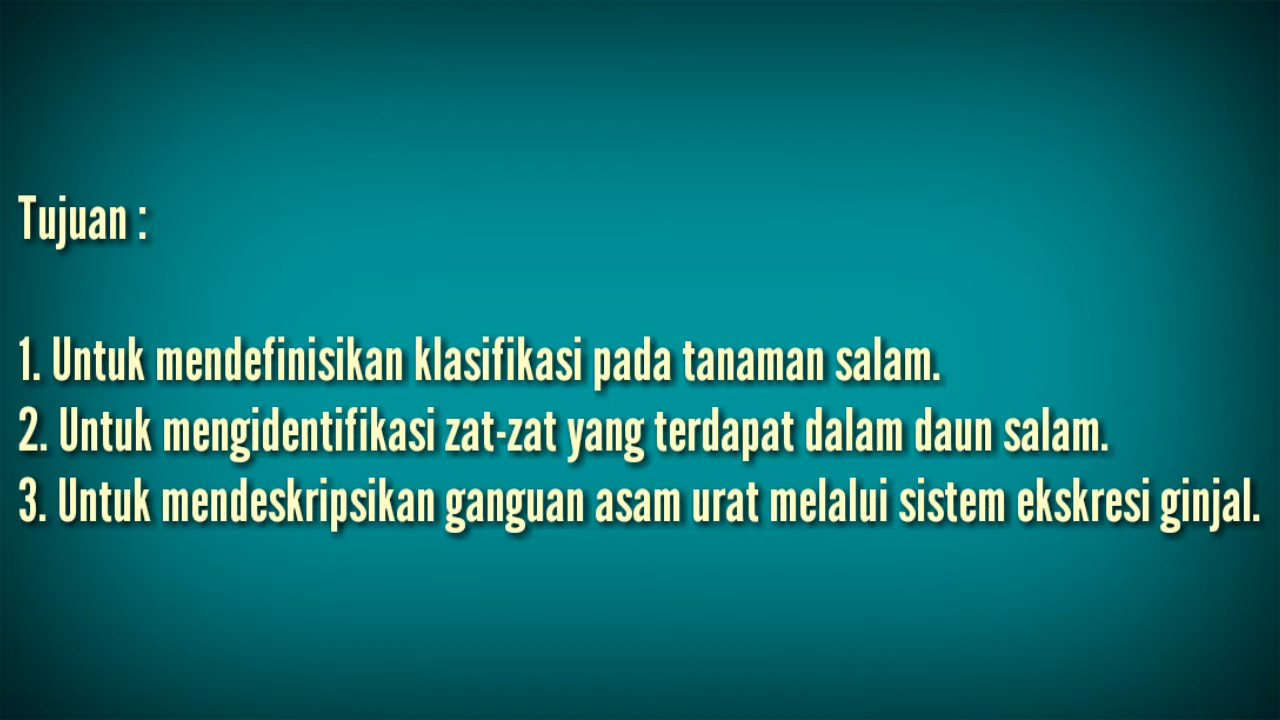 Tujuan :
1. Untuk mendefinisikan klasifikasi pada tanaman salam.
2. Untuk mengidentifikasi zat-zat yang terdapat dalam daun salam.
3. Untuk mendeskripsikan ganguan asam urat melalui sistem ekskresi ginjal.